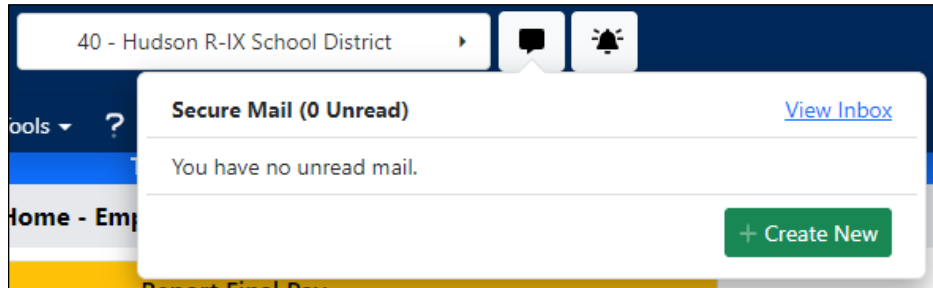 40 - Hudson R-IX School District
Tools ?
Secure Mail (0 Unread) View Inbox
You have no unread mail.
Home - Emp
+ Create New
Report Final Pay